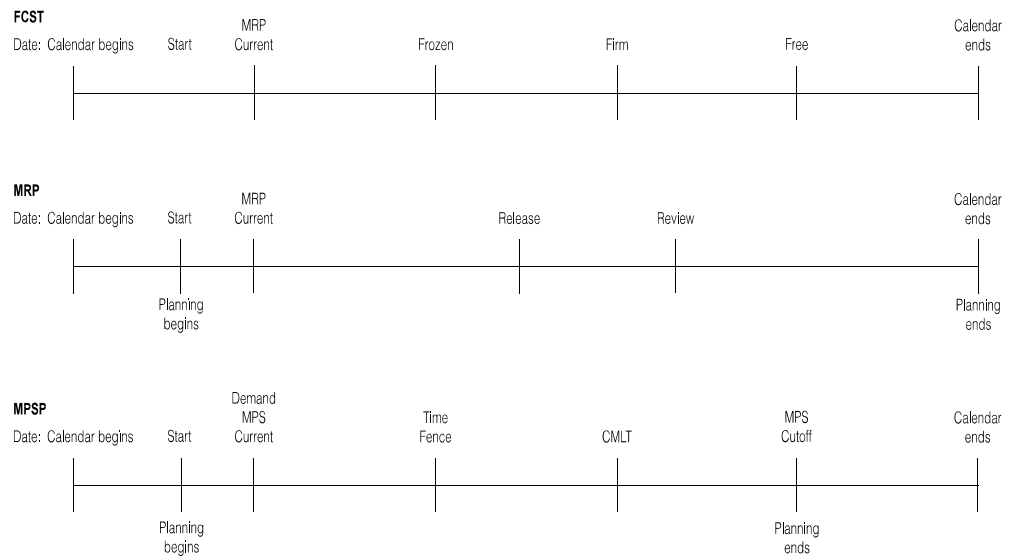 FCST
MRP
Calendar
Date: Calendar begins Start Current Frozen Firm Free ends
MRP
MRP
Calendar
Date: Calendar begins Start Current Release Review ends
Planning Planning
begins ends
Demand
MPSP MPS Time MPS Calendar
Date: Calendar begins Start Current Fence CMLT Cutoff ends
Planning Planning
begins ends